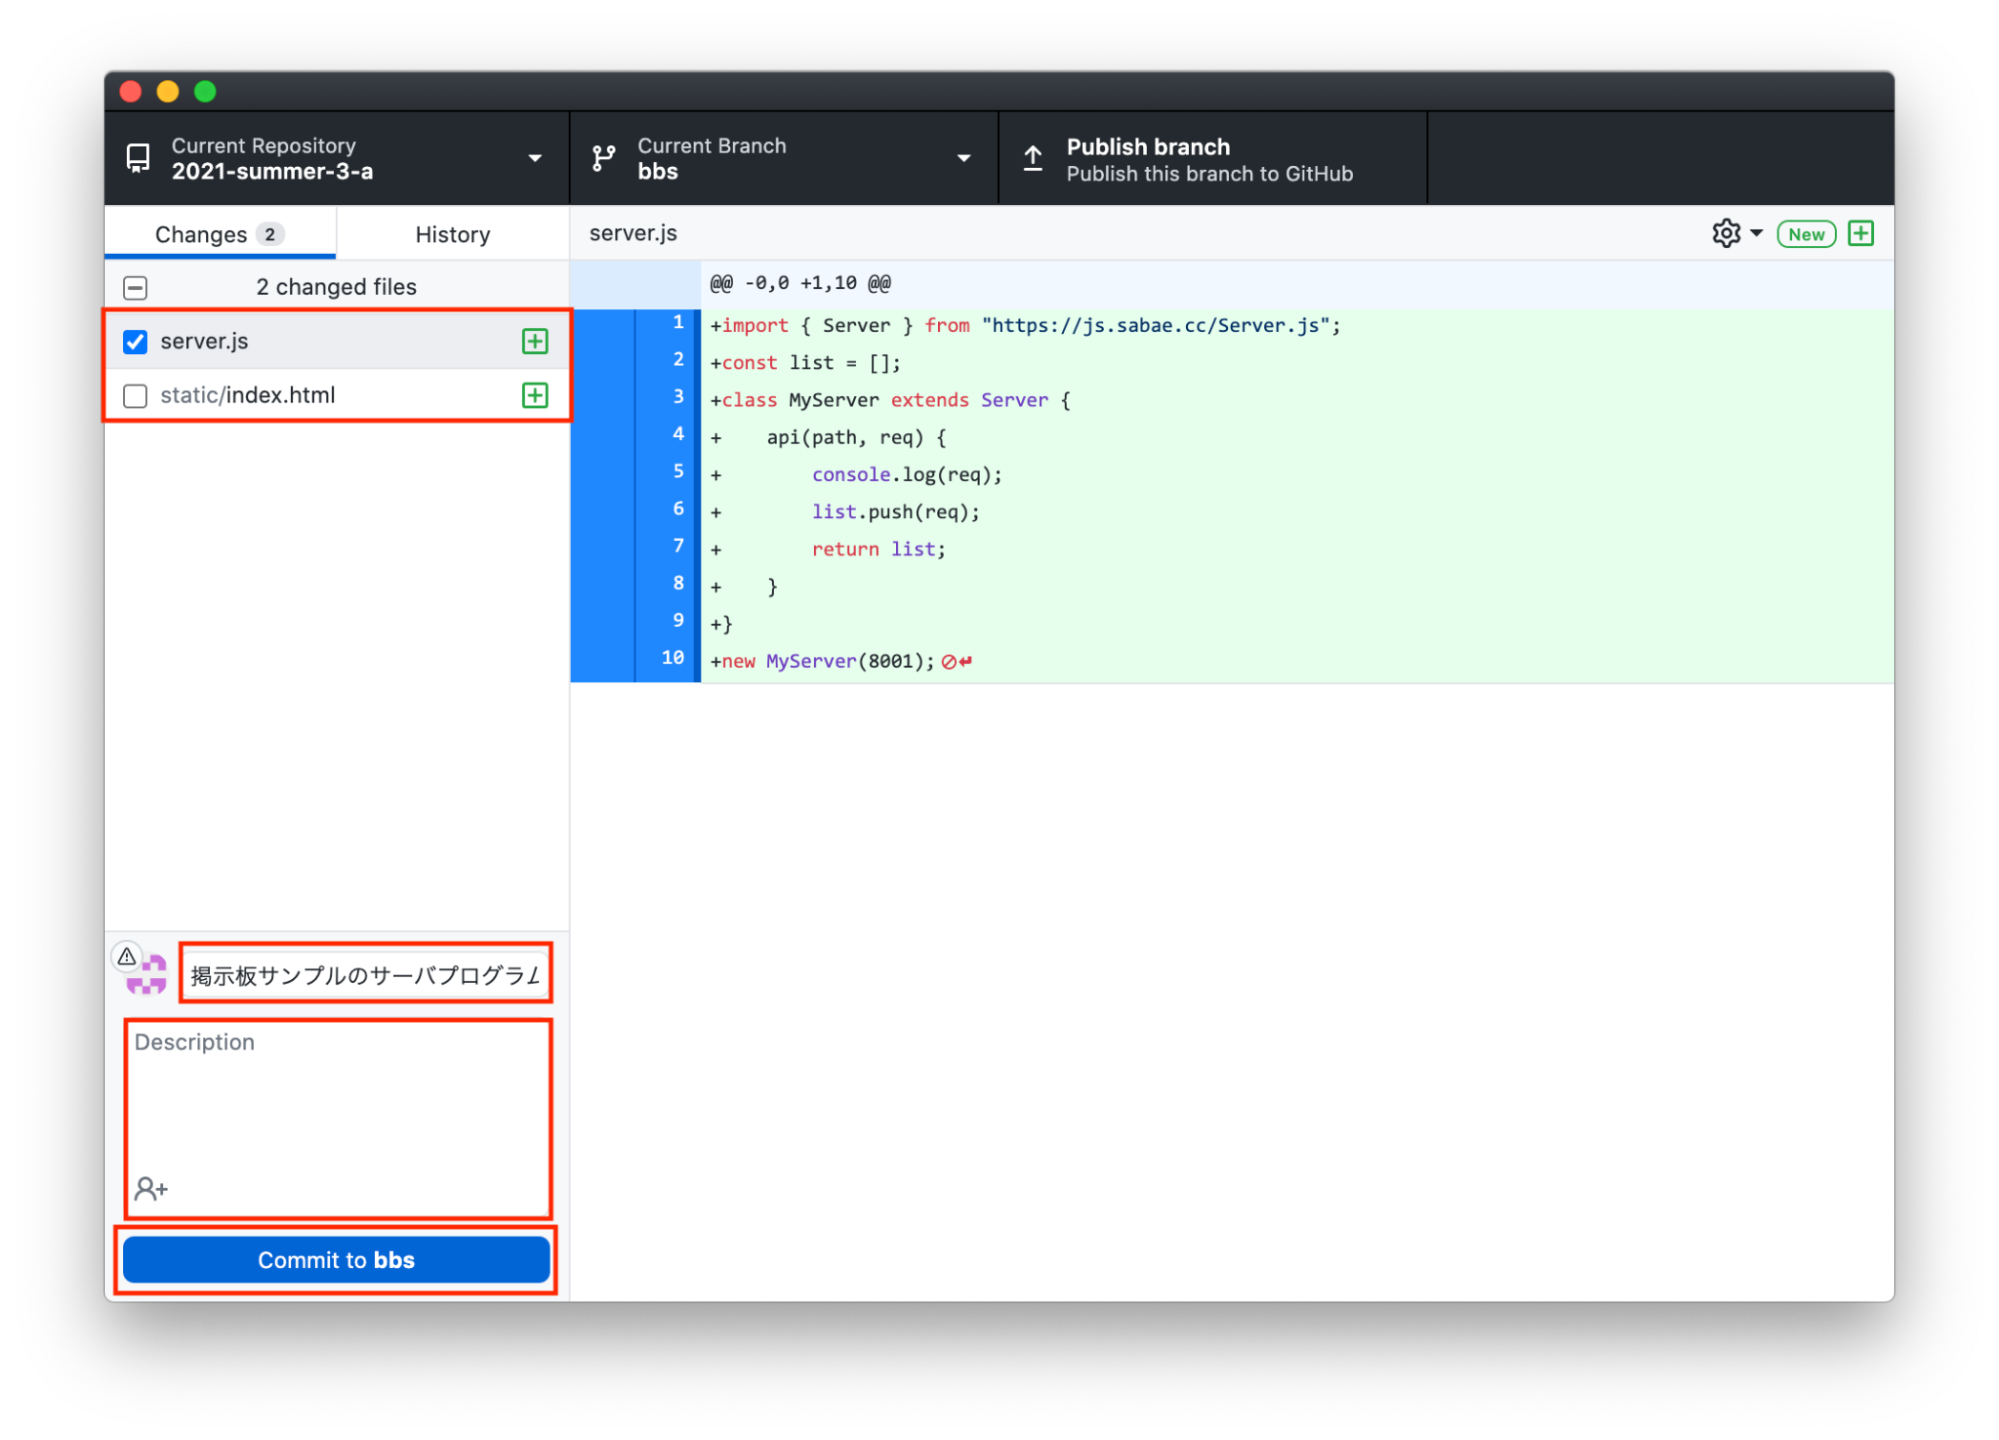 Current Repository
2021-summer-3-a
Current Branch
bbs
Publish branch
Publish this branch to GitHub
Changes 2
History
server.js
New
2 changed files
server.js
static/index.html
@@ -0,0 +1,10 @@
1 +import { Server } from "https://js.sabae.cc/Server.js";
2 +const list = [];
3 +class MyServer extends Server {
4 +    api(path, req) {
5 +        console.log(req);
6 +        list.push(req);
7 +        return list;
8 +    }
9 +}
10 +new MyServer(8001);
掲示板サンプルのサーバプログラム
Description
Commit to bbs